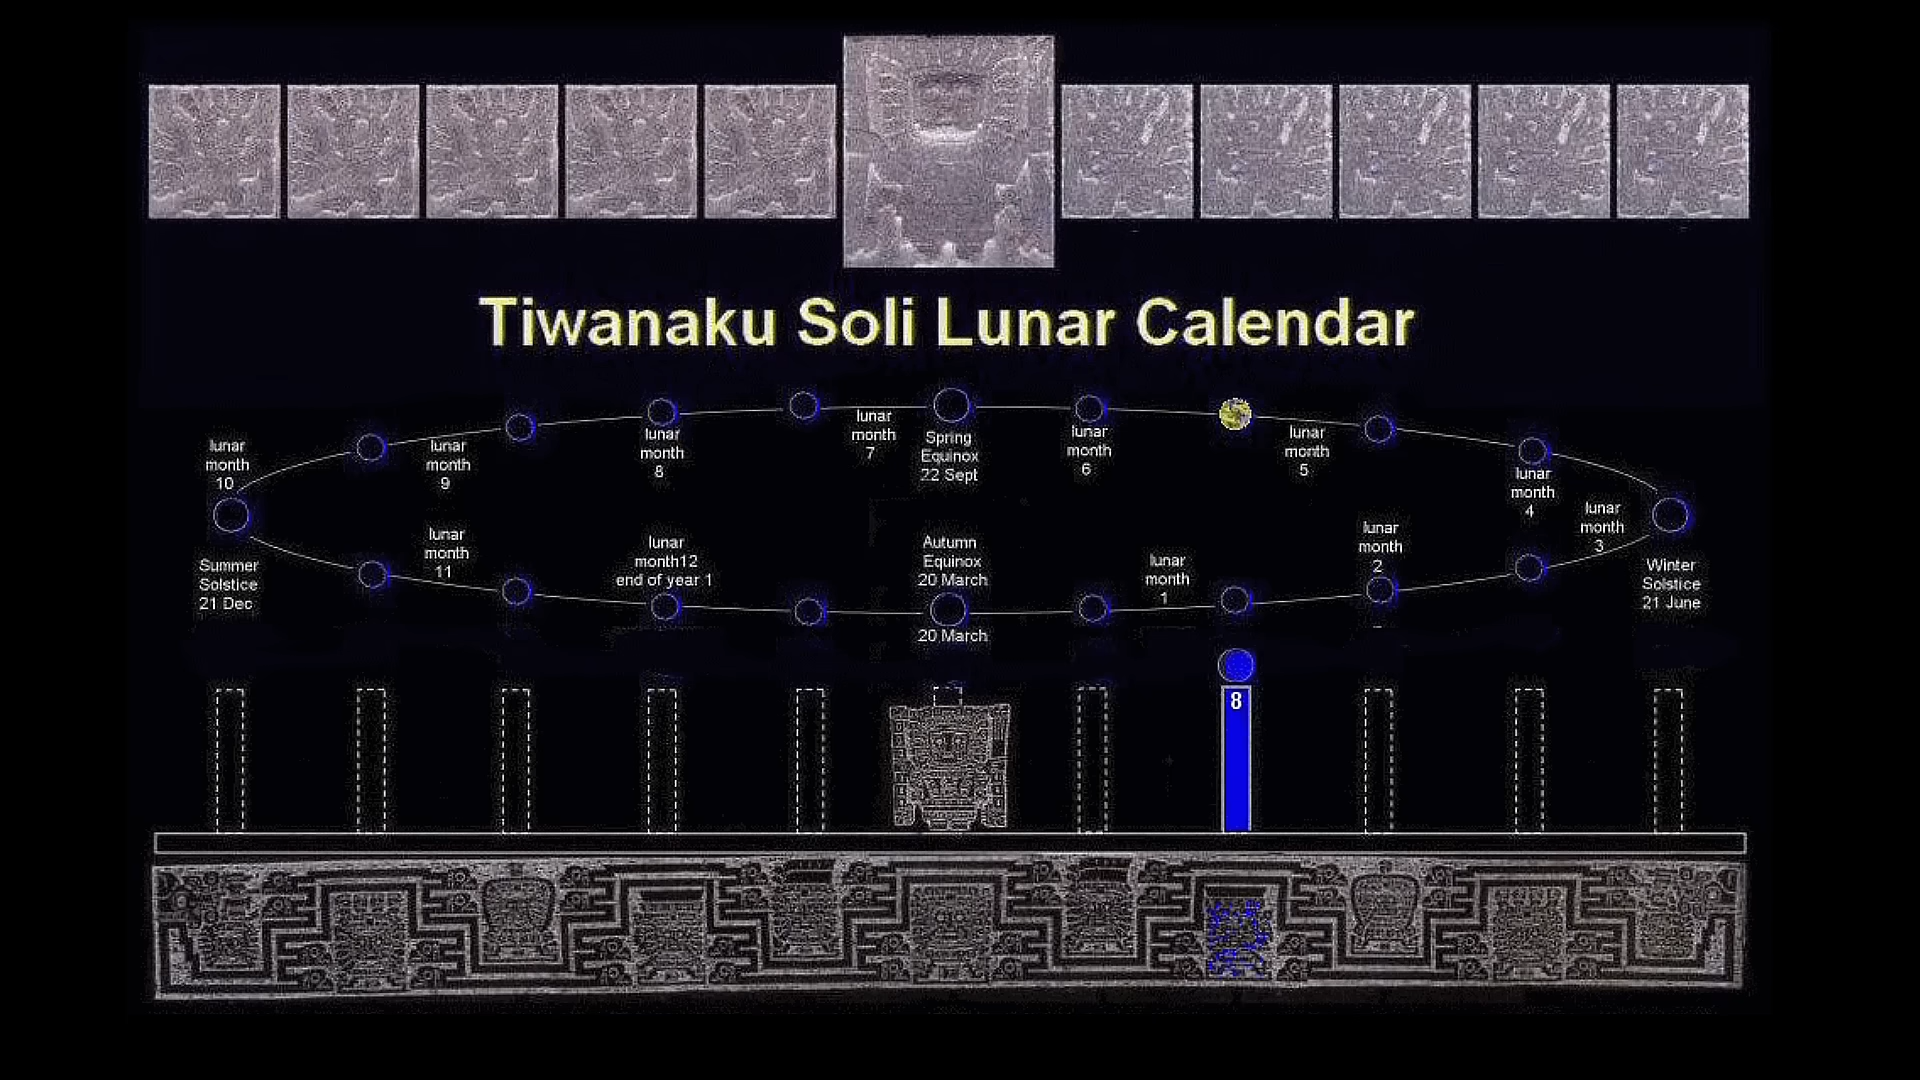 Tiwanaku Soli Lunar Calendar
lunar
month
10
lunar
month
9
lunar
month
8
lunar
month
7
Spring
Equinox
22 Sept
lunar
month
6
lunar
month
5
lunar
month
4
lunar
month
3
Summer
Solstice
21 Dec
lunar
month
11
lunar
month12
end of year 1
Autumn
Equinox
20 March
20 March
lunar
month
1
lunar
month
2
Winter
Solstice
21 June
8